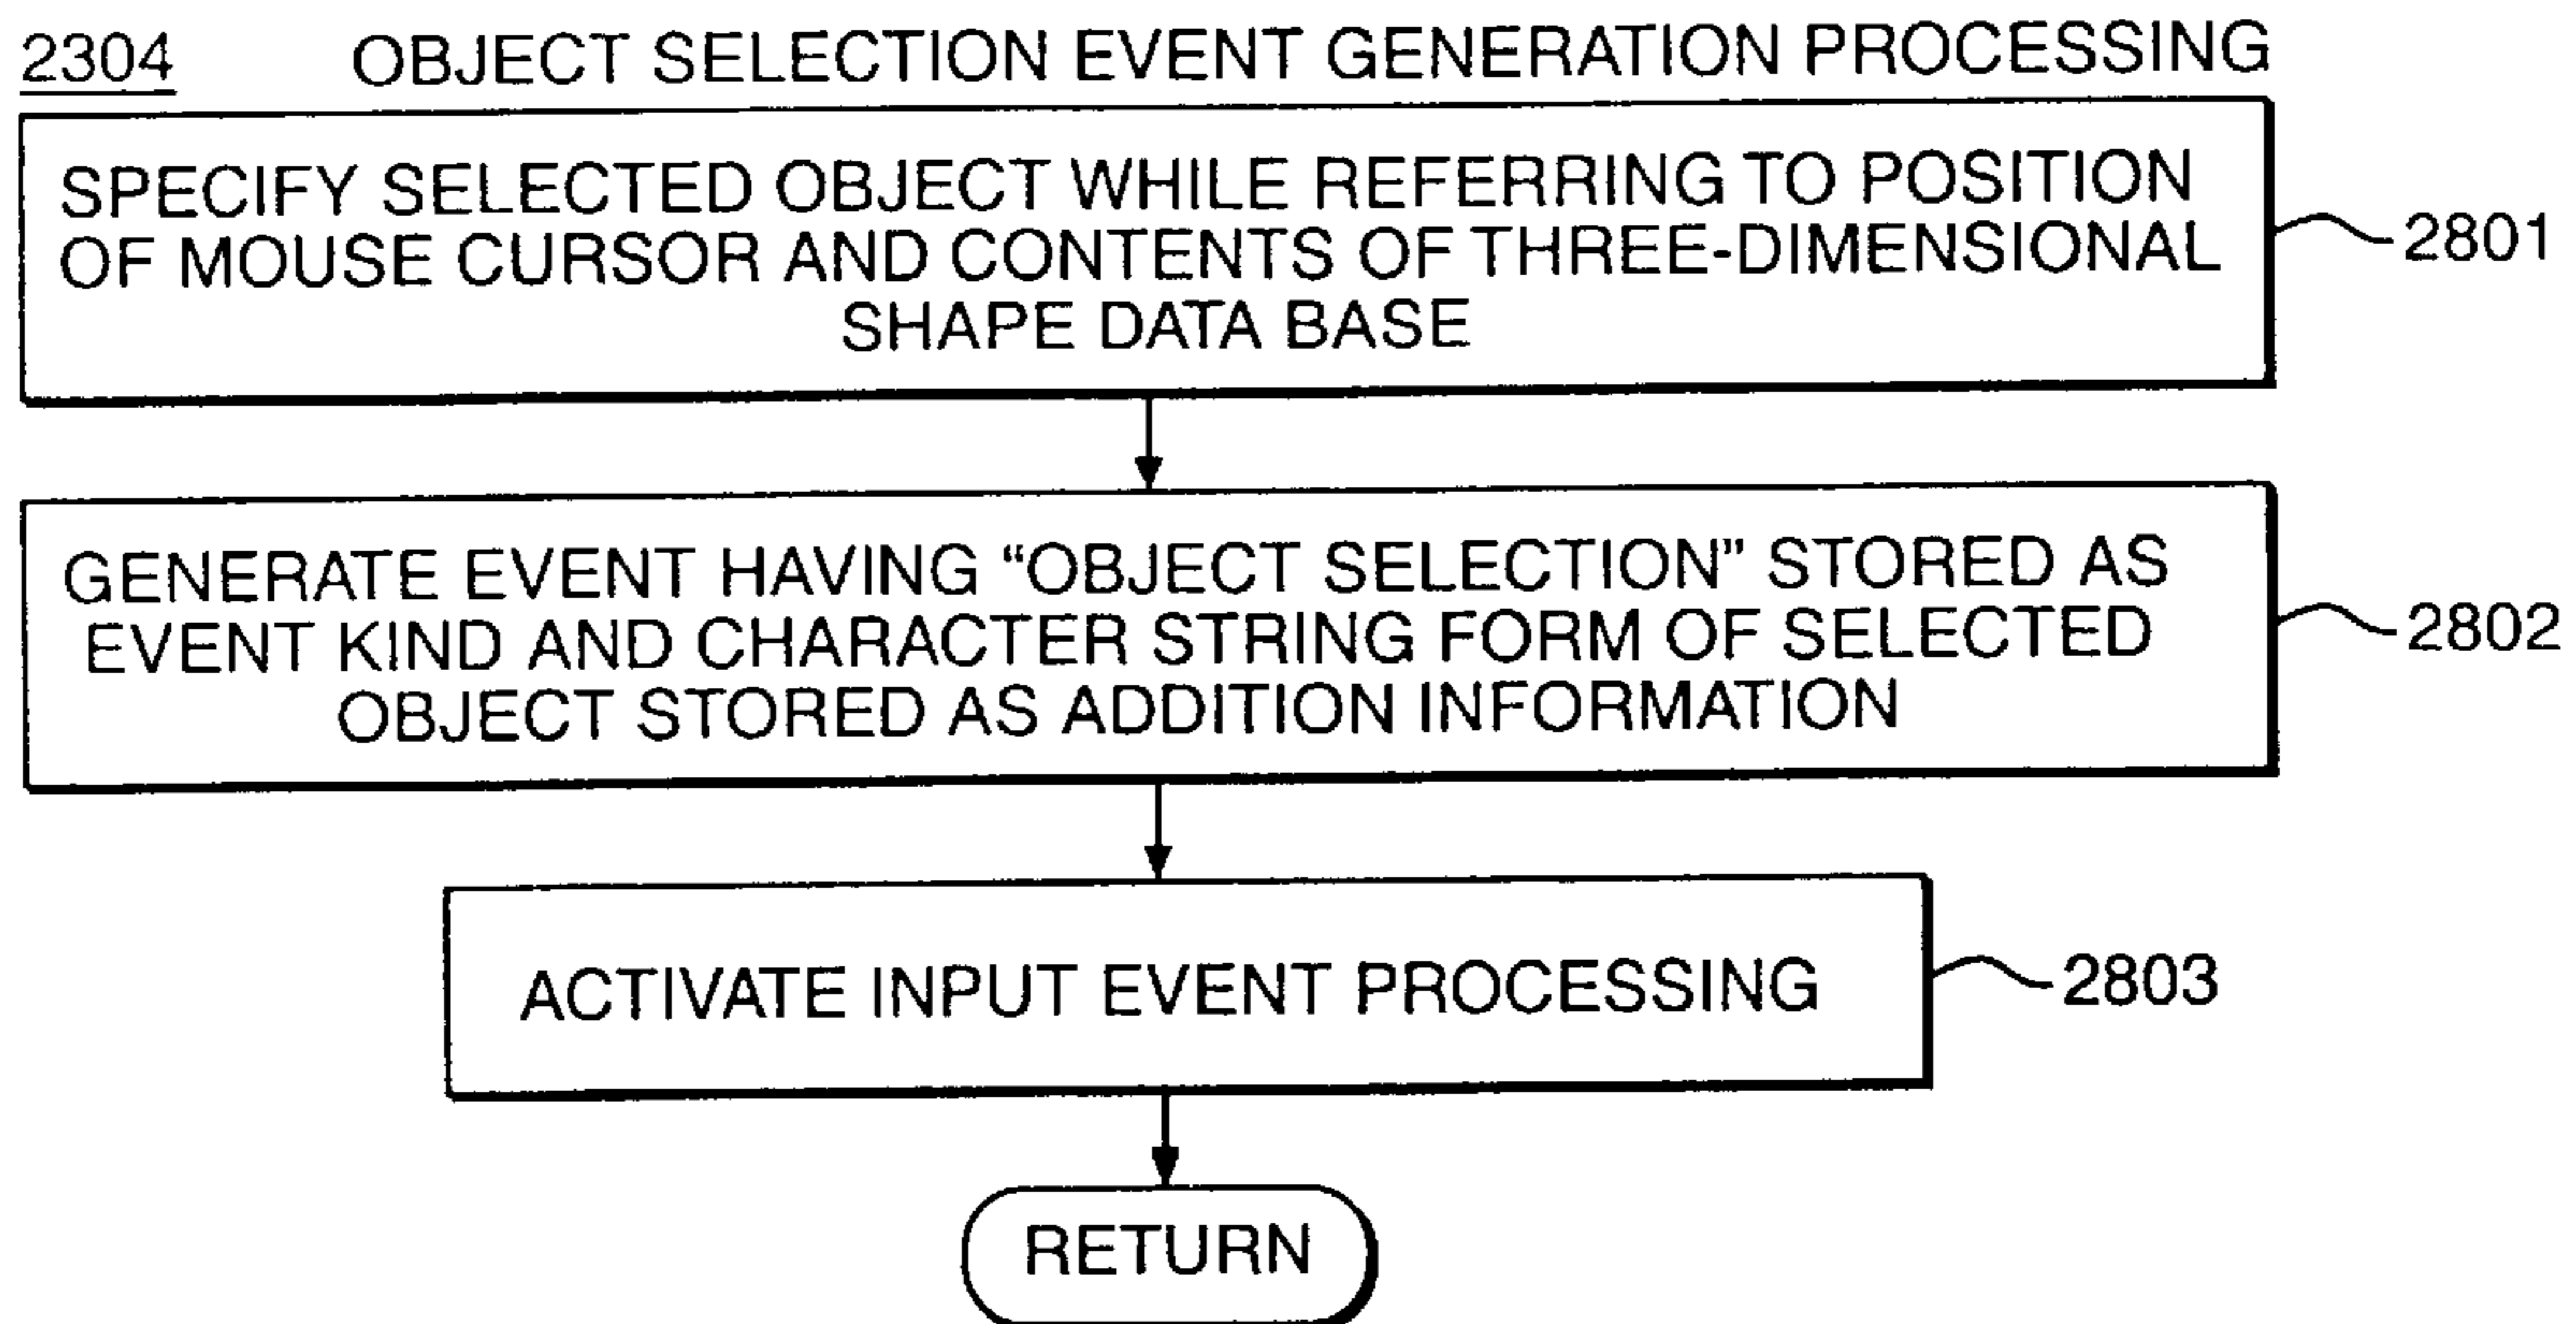 2304 OBJECT SELECTION EVENT GENERATION PROCESSING
SPECIFY SELECTED OBJECT WHILE REFERRING TO POSITION
OF MOUSE CURSOR AND CONTENTS OF THREE-DIMENSIONAL
SHAPE DATA BASE
2801
GENERATE EVENT HAVING “OBJECT SELECTION” STORED AS
EVENT KIND AND CHARACTER STRING FORM OF SELECTED
OBJECT STORED AS ADDITION INFORMATION
2802
ACTIVATE INPUT EVENT PROCESSING
2803
RETURN